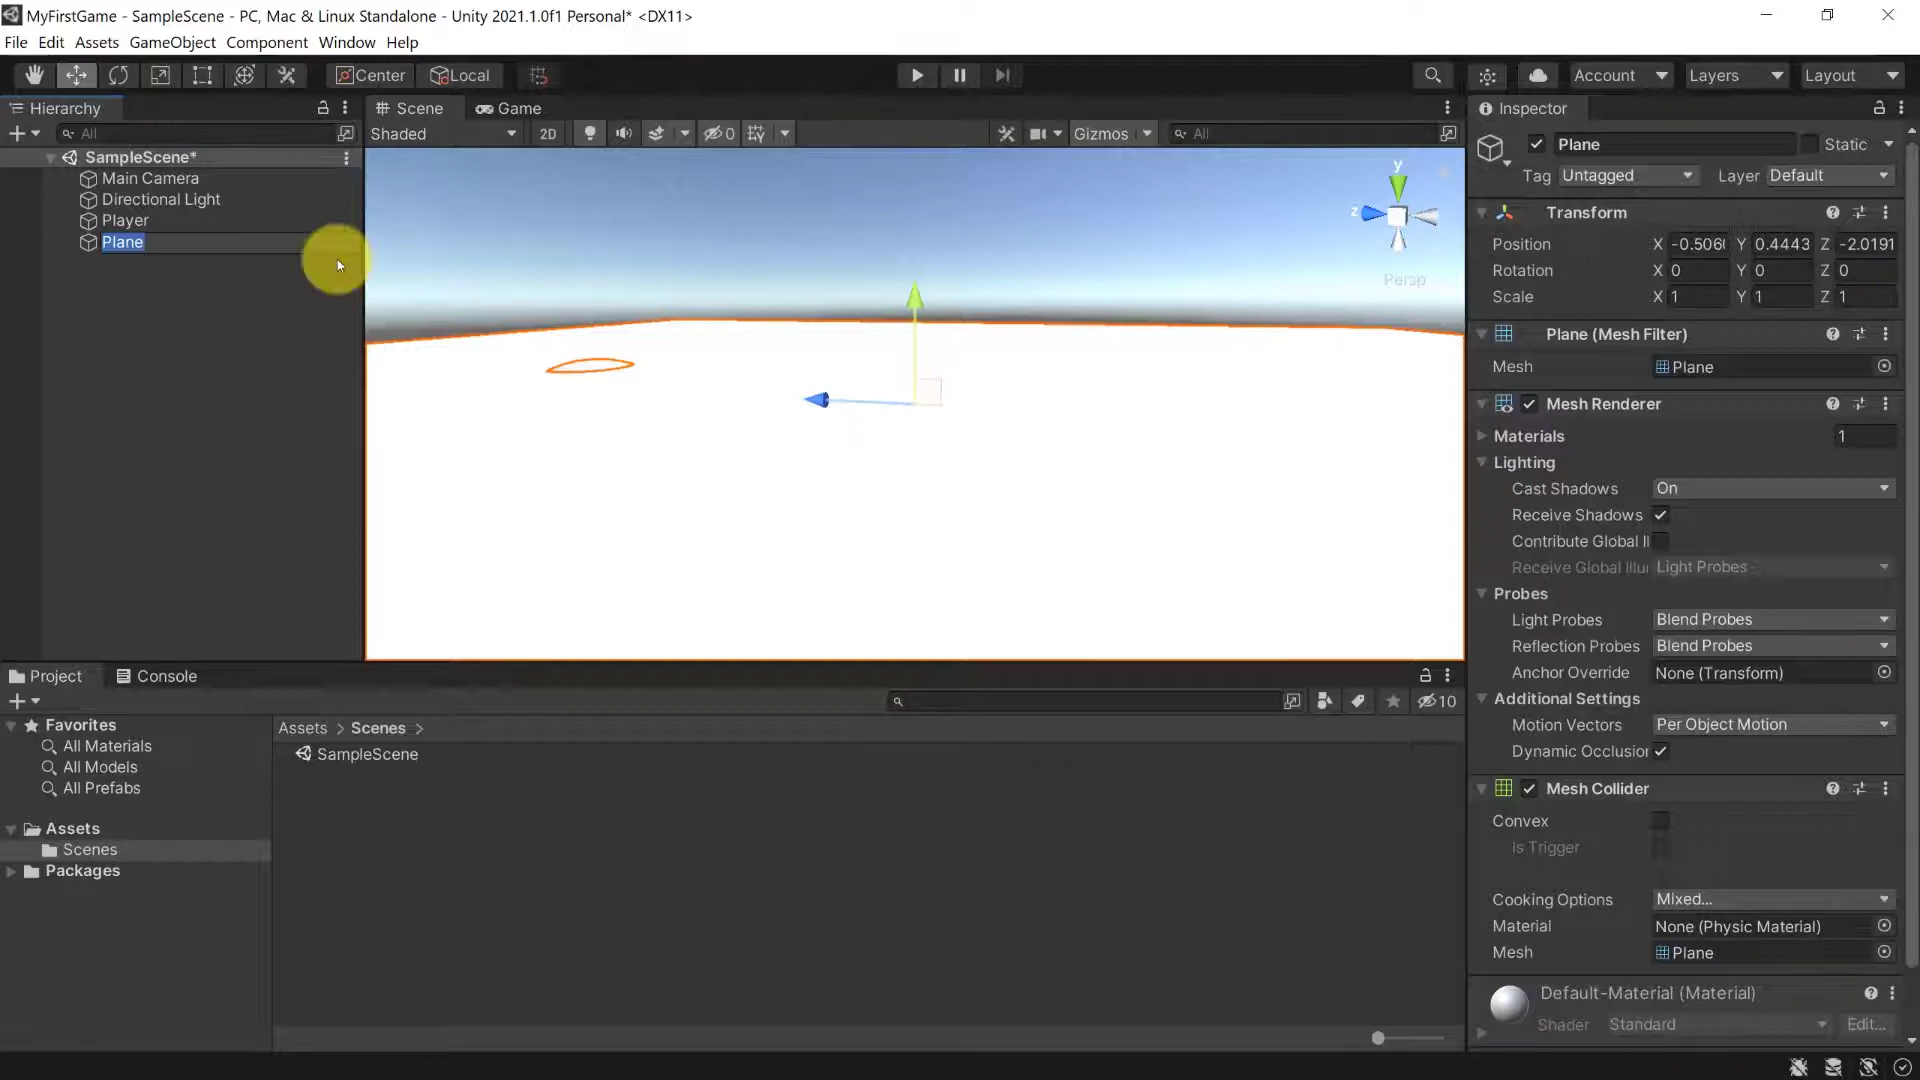 MyFirstGame - SampleScene - PC, Mac & Linux Standalone - Unity 2021.1.0f1 Personal* <DX11>
File Edit Assets GameObject Component Window Help
Center Local Account Layers Layout
Hierarchy Scene Game Inspector
All Shaded 2D 0 Gizmos All
SampleScene*
Main Camera
Directional Light
Player
Plane
y
z
Persp
Plane Static
Tag Untagged Layer Default
Transform
Position X -0.506 Y 0.4443 Z -2.0191
Rotation X 0 Y 0 Z 0
Scale X 1 Y 1 Z 1
Plane (Mesh Filter)
Mesh Plane
Mesh Renderer
Materials 1
Lighting
Cast Shadows On
Receive Shadows
Contribute Global Il
Receive Global Illu Light Probes
Probes
Light Probes Blend Probes
Reflection Probes Blend Probes
Anchor Override None (Transform)
Additional Settings
Motion Vectors Per Object Motion
Dynamic Occlusion
Mesh Collider
Convex
Is Trigger
Cooking Options Mixed...
Material None (Physic Material)
Mesh Plane
Default-Material (Material)
Shader Standard Edit...
Project Console
10
Favorites
All Materials
All Models
All Prefabs
Assets
Scenes
Packages
Assets > Scenes >
SampleScene